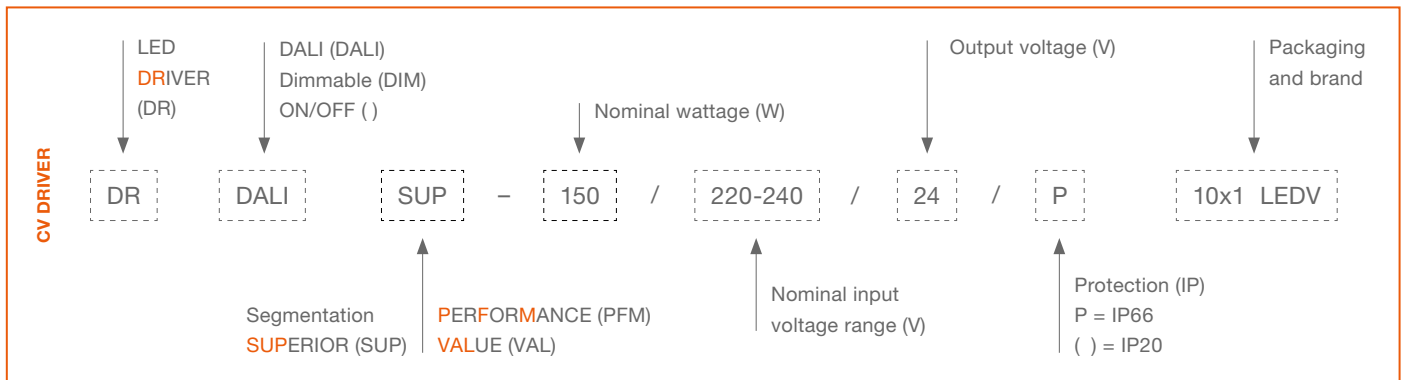 LED
DRIVER
(DR)
DALI (DALI)
Dimmable (DIM)
ON/OFF ( )
Nominal wattage (W)
Output voltage (V)
Packaging
and brand
CV DRIVER
DR DALI SUP – 150 / 220-240 / 24 / P 10x1 LEDV
Segmentation
SUPERIOR (SUP)
PERFORMANCE (PFM)
VALUE (VAL)
Nominal input
voltage range (V)
Protection (IP)
P = IP66
( ) = IP20